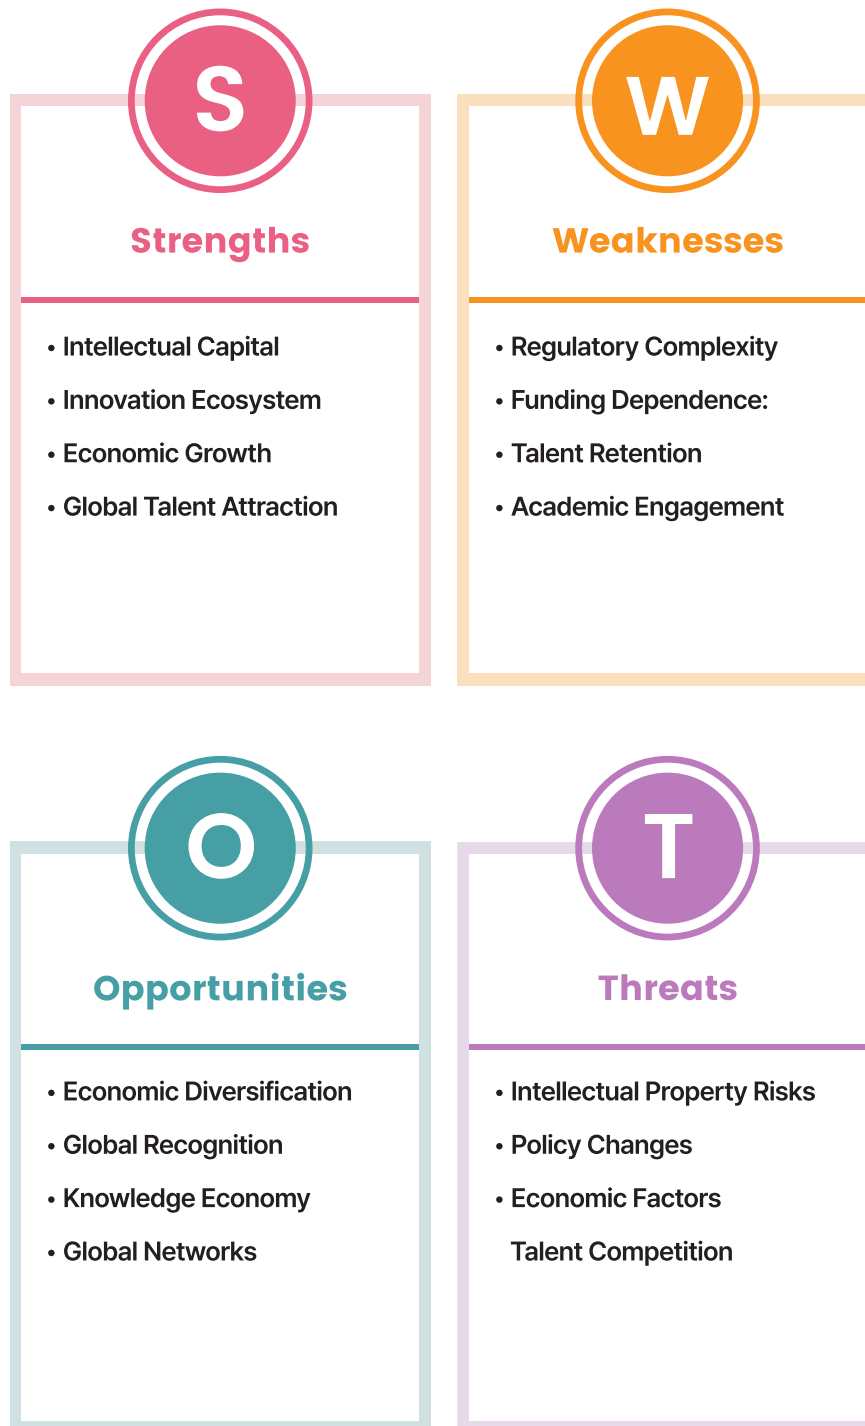 S
Strengths
• Intellectual Capital
• Innovation Ecosystem
• Economic Growth
• Global Talent Attraction
W
Weaknesses
• Regulatory Complexity
• Funding Dependence:
• Talent Retention
• Academic Engagement
O
Opportunities
• Economic Diversification
• Global Recognition
• Knowledge Economy
• Global Networks
T
Threats
• Intellectual Property Risks
• Policy Changes
• Economic Factors
Talent Competition